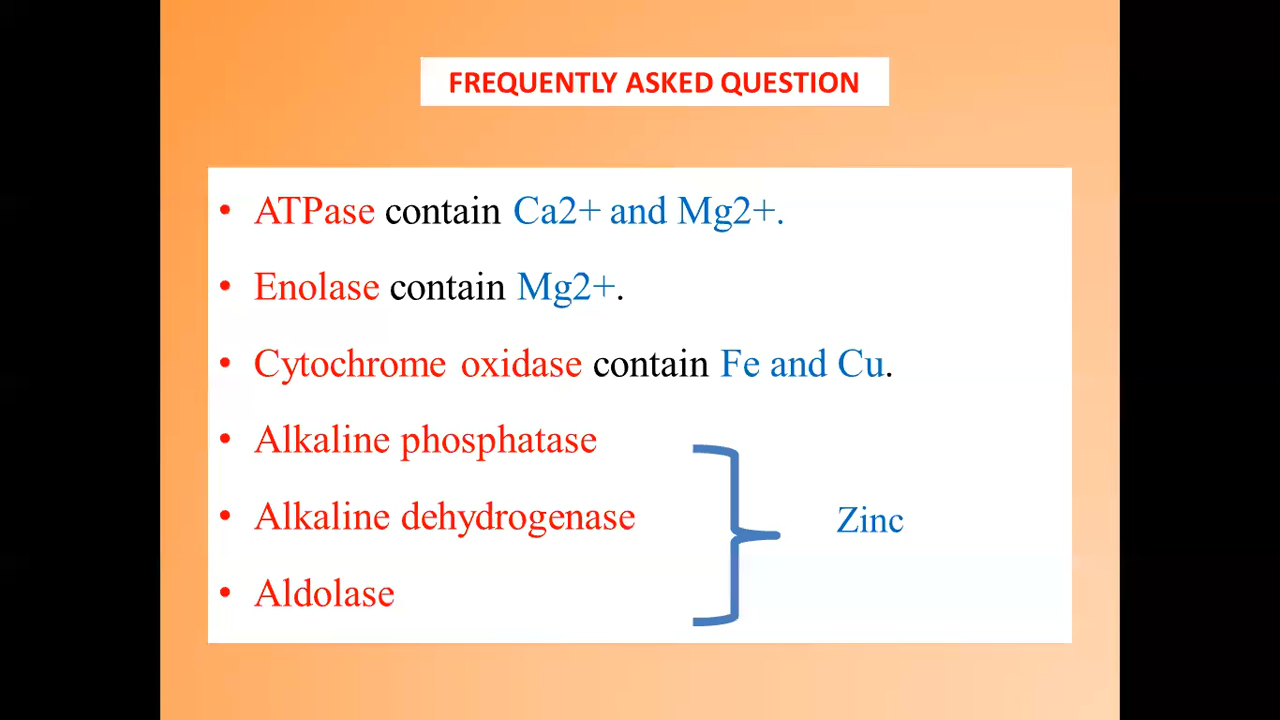 FREQUENTLY ASKED QUESTION
• ATPase contain Ca2+ and Mg2+.
• Enolase contain Mg2+.
• Cytochrome oxidase contain Fe and Cu.
• Alkaline phosphatase
• Alkaline dehydrogenase
Zinc
• Aldolase